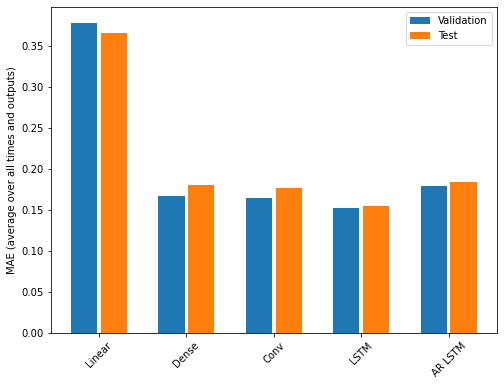 Validation
Test
MAE (average over all times and outputs)
0.35
0.30
0.25
0.20
0.15
0.10
0.05
0.00
Linear
Dense
Conv
LSTM
AR LSTM